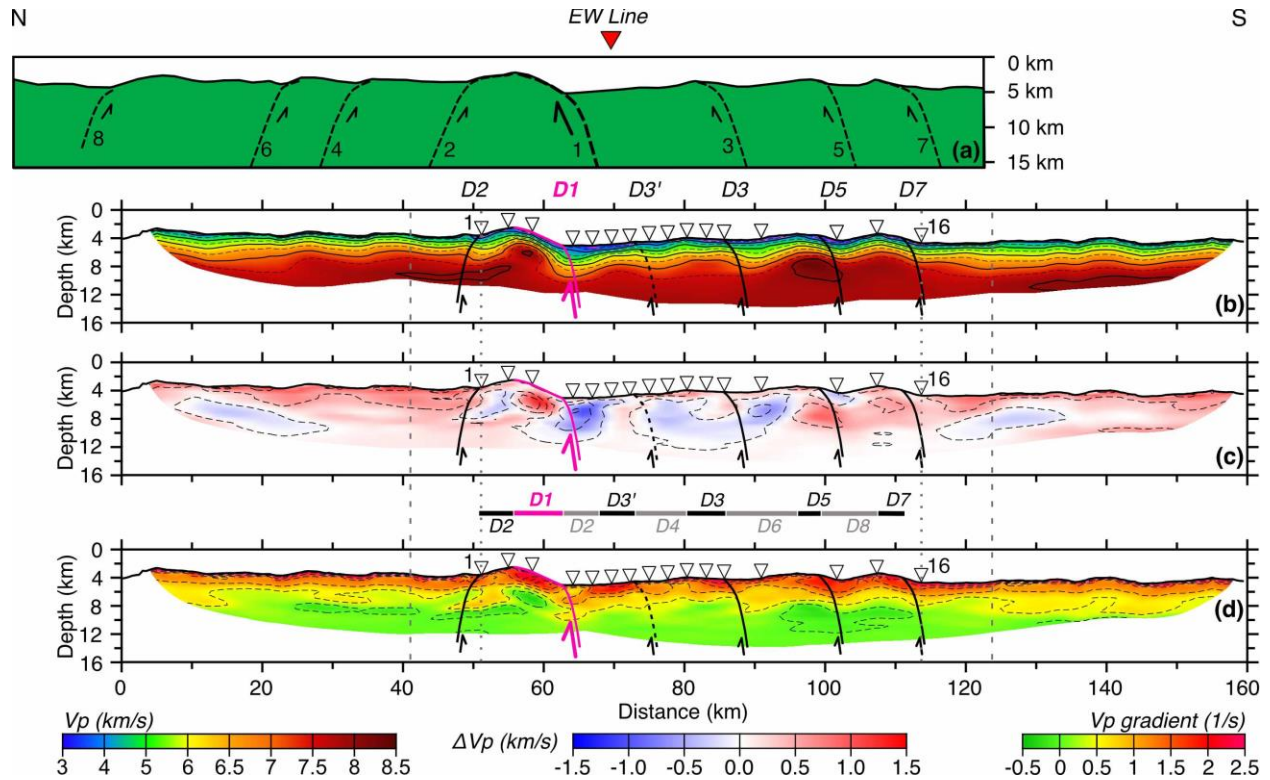 N EW Line S
0 km
5 km
10 km
15 km
8 6 4 2 1 3 5 7 (a)
D2 D1 D3' D3 D5 D7
0
4
8
12
16
Depth (km)
1 16
(b)
0
4
8
12
16
Depth (km)
1 16
(c)
D1 D3' D3 D5 D7
D2 D2 D4 D6 D8
0
4
8
12
16
Depth (km)
1 16
(d)
0 20 40 60 80 100 120 140 160
Distance (km)
Vp (km/s)
3 4 5 6 6.5 7 7.5 8 8.5
ΔVp (km/s)
-1.5 -1.0 -0.5 0.0 0.5 1.0 1.5
Vp gradient (1/s)
-0.5 0 0.5 1 1.5 2 2.5